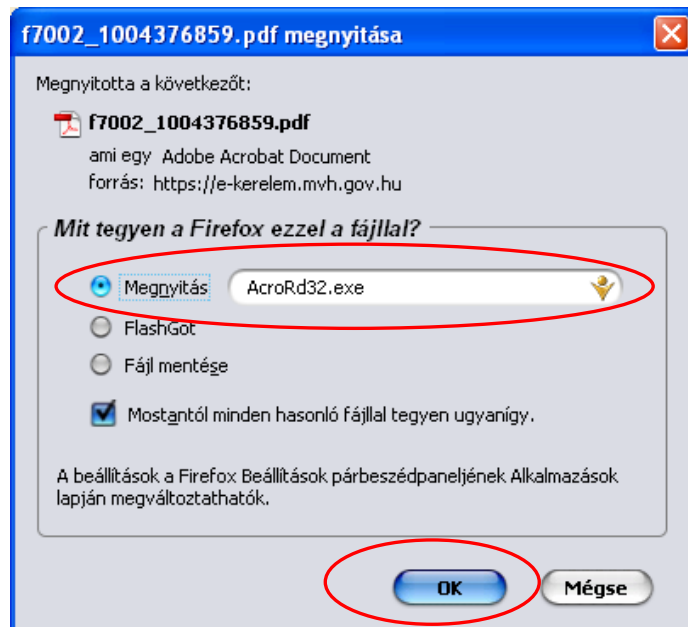 f7002_1004376859.pdf megnyitása
Megnyitotta a következőt:
f7002_1004376859.pdf
ami egy Adobe Acrobat Document
forrás: https://e-kerelem.mvh.gov.hu
Mit tegyen a Firefox ezzel a fájllal?
Megnyitás AcroRd32.exe
FlashGot
Fájl mentése
Mostantól minden hasonló fájllal tegyen ugyanígy.
A beállítások a Firefox Beállítások párbeszédpaneljének Alkalmazások
lapján megváltoztathatók.
OK Mégse